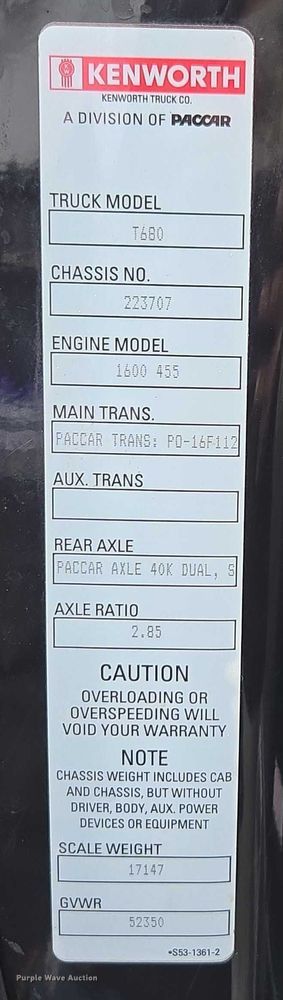 KENWORTH
KENWORTH TRUCK CO.
A DIVISION OF PACCAR
TRUCK MODEL
T680
CHASSIS NO.
223707
ENGINE MODEL
1600 455
MAIN TRANS.
PACCAR TRANS: PO-16F112
AUX. TRANS
REAR AXLE
PACCAR AXLE 40K DUAL, S
AXLE RATIO
2.85
CAUTION
OVERLOADING OR
OVERSPEEDING WILL
VOID YOUR WARRANTY
NOTE
CHASSIS WEIGHT INCLUDES CAB
AND CHASSIS, BUT WITHOUT
DRIVER, BODY, AUX. POWER
DEVICES OR EQUIPMENT
SCALE WEIGHT
17147
GVWR
52350
*S53-1361-2
Purple Wave Auction